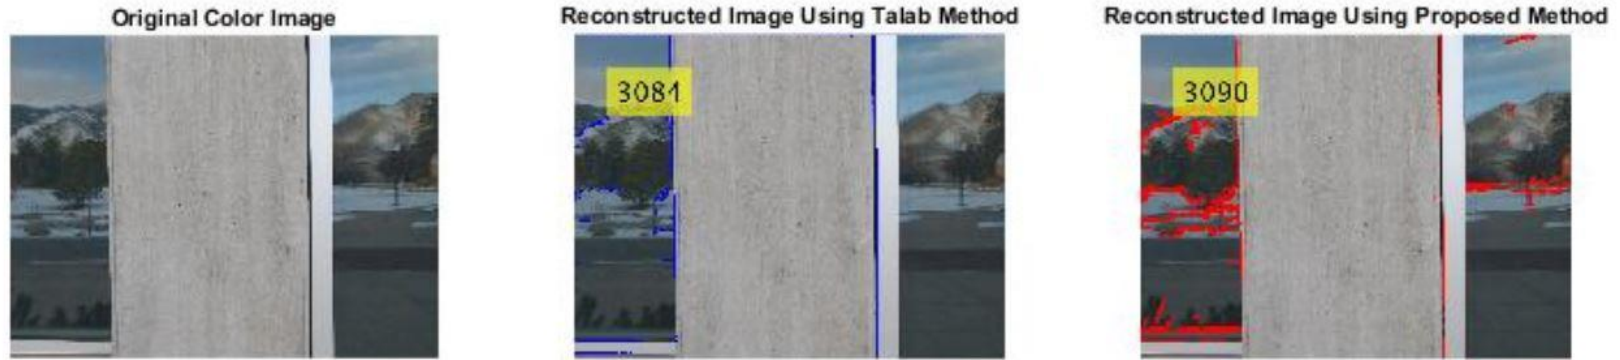 Original Color Image
Reconstructed Image Using Talab Method
Reconstructed Image Using Proposed Method
3081
3090